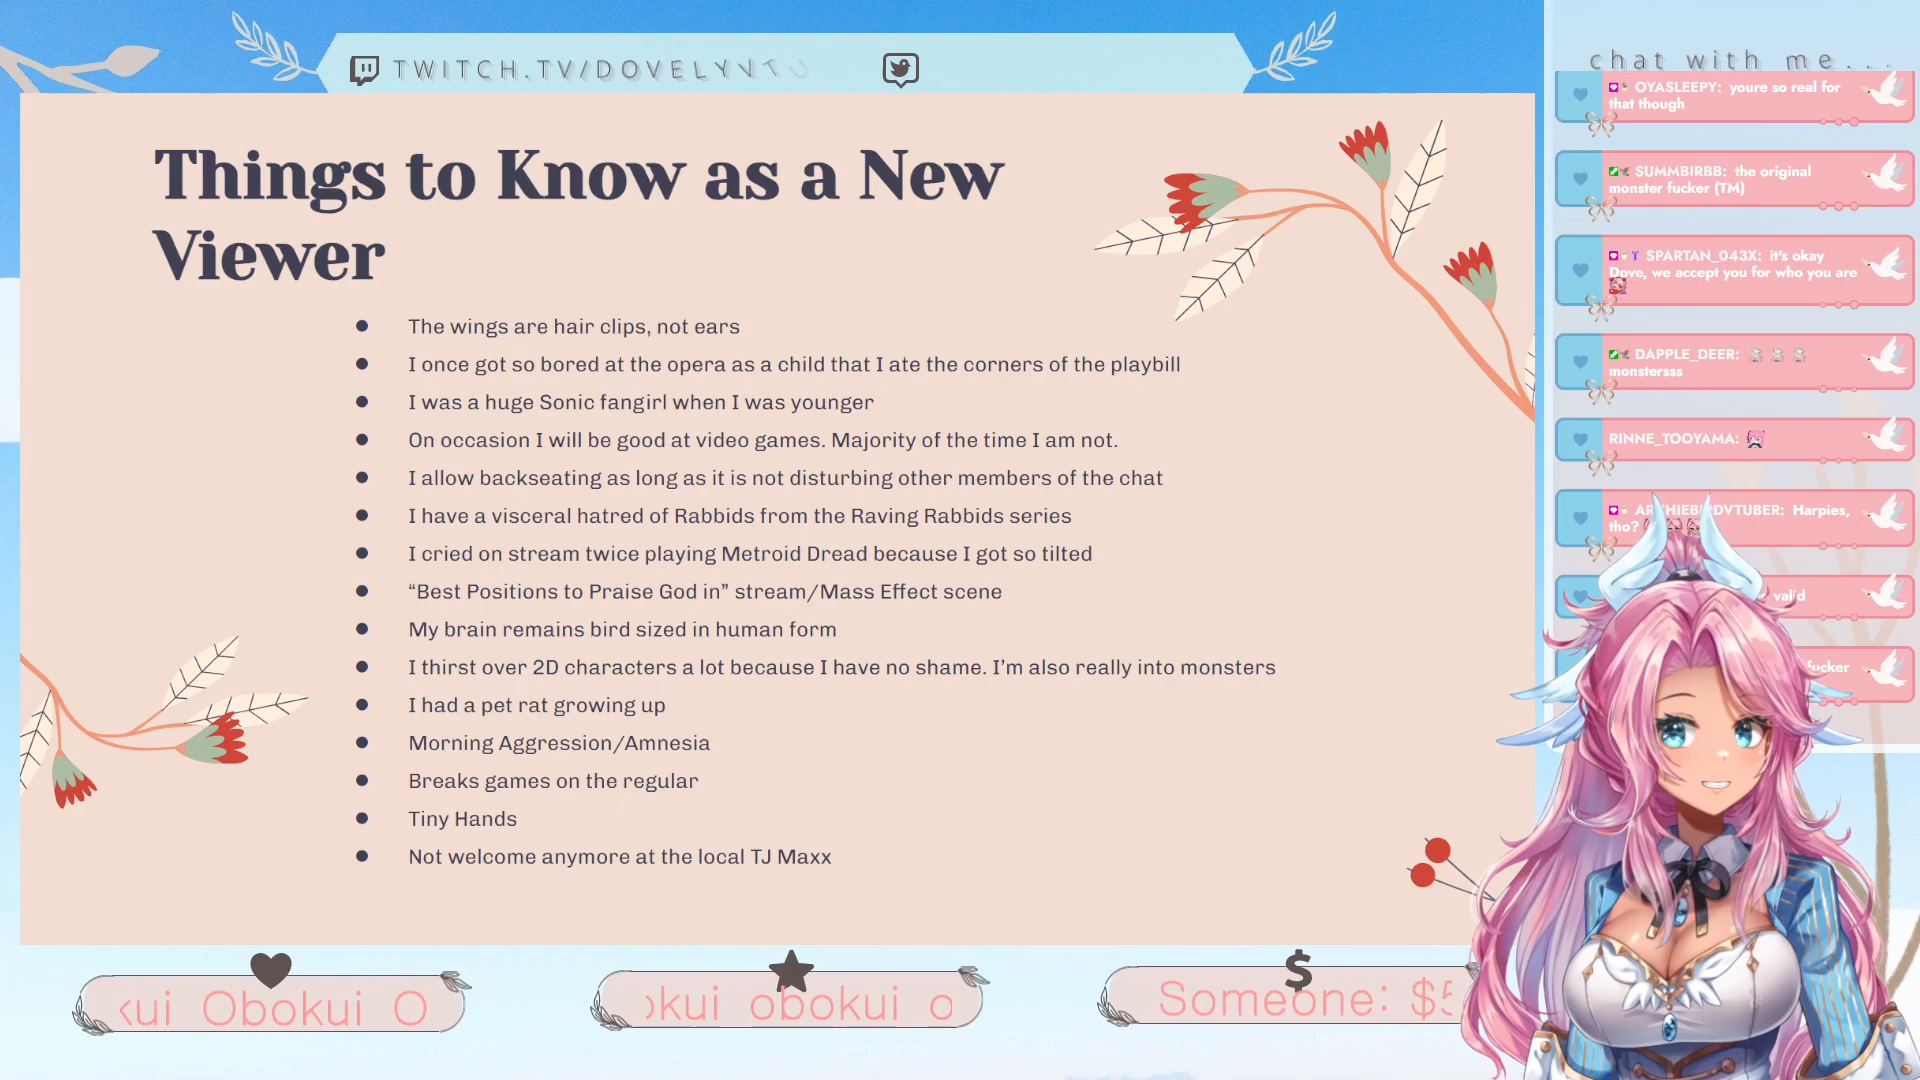 TWITCH.TV/DOVELYVTU
chat with me...
Things to Know as a New
Viewer
● The wings are hair clips, not ears
● I once got so bored at the opera as a child that I ate the corners of the playbill
● I was a huge Sonic fangirl when I was younger
● On occasion I will be good at video games. Majority of the time I am not.
● I allow backseating as long as it is not disturbing other members of the chat
● I have a visceral hatred of Rabbids from the Raving Rabbids series
● I cried on stream twice playing Metroid Dread because I got so tilted
● “Best Positions to Praise God in” stream/Mass Effect scene
● My brain remains bird sized in human form
● I thirst over 2D characters a lot because I have no shame. I’m also really into monsters
● I had a pet rat growing up
● Morning Aggression/Amnesia
● Breaks games on the regular
● Tiny Hands
● Not welcome anymore at the local TJ Maxx
OYASLEEPY: youre so real for
that though
SUMMBIRBB: the original
monster fucker (TM)
SPARTAN_043X: it's okay
Dove, we accept you for who you are
DAPPLE_DEER:
monstersss
RINNE_TOOYAMA:
ARCHIEBIRDVTUBER: Harpies,
tho?
valid
fucker
kui Obokui O
okui obokui o
Someone: $5